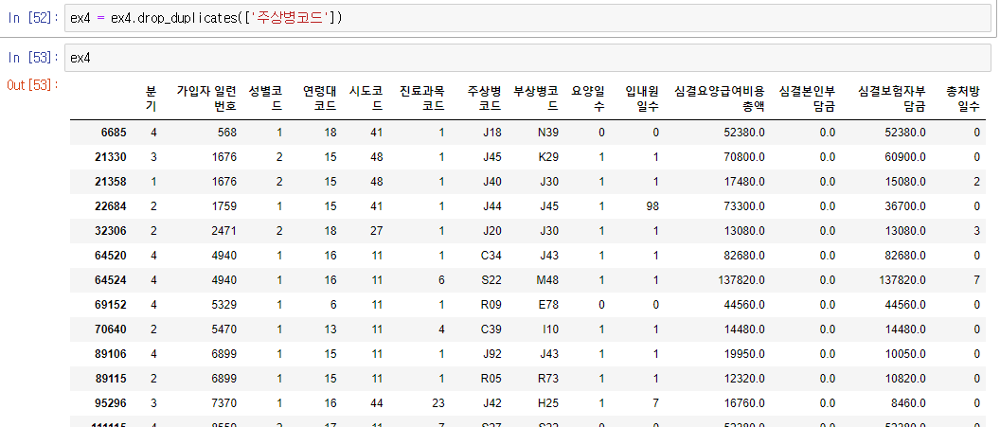 In [52]: ex4 = ex4.drop_duplicates(['주상병코드'])
In [53]: ex4
Out[53]:
분기 가입자 일련번호 성별코드 연령대코드 시도코드 진료과목코드 주상병코드 부상병코드 요양일수 입내원일수 심결요양급여비용총액 심결본인부담금 심결보험자부담금 총처방일수
6685 4 568 1 18 41 1 J18 N39 0 0 52380.0 0.0 52380.0 0
21330 3 1676 2 15 48 1 J45 K29 1 1 70800.0 0.0 60900.0 0
21358 1 1676 2 15 48 1 J40 J30 1 1 17480.0 0.0 15080.0 2
22684 2 1759 1 15 41 1 J44 J45 1 98 73300.0 0.0 36700.0 0
32306 2 2471 2 18 27 1 J20 J30 1 1 13080.0 0.0 13080.0 3
64520 4 4940 1 16 11 1 C34 J43 1 1 82680.0 0.0 82680.0 0
64524 4 4940 1 16 11 6 S22 M48 1 1 137820.0 0.0 137820.0 7
69152 4 5329 1 6 11 1 R09 E78 0 0 44560.0 0.0 44560.0 0
70640 2 5470 1 13 11 4 C39 I10 1 1 14480.0 0.0 14480.0 0
89106 4 6899 1 15 11 1 J92 J43 1 1 19950.0 0.0 10050.0 0
89115 2 6899 1 15 11 1 R05 R73 1 1 12320.0 0.0 10820.0 0
95296 3 7370 1 16 44 23 J42 H25 1 7 16760.0 0.0 8460.0 0